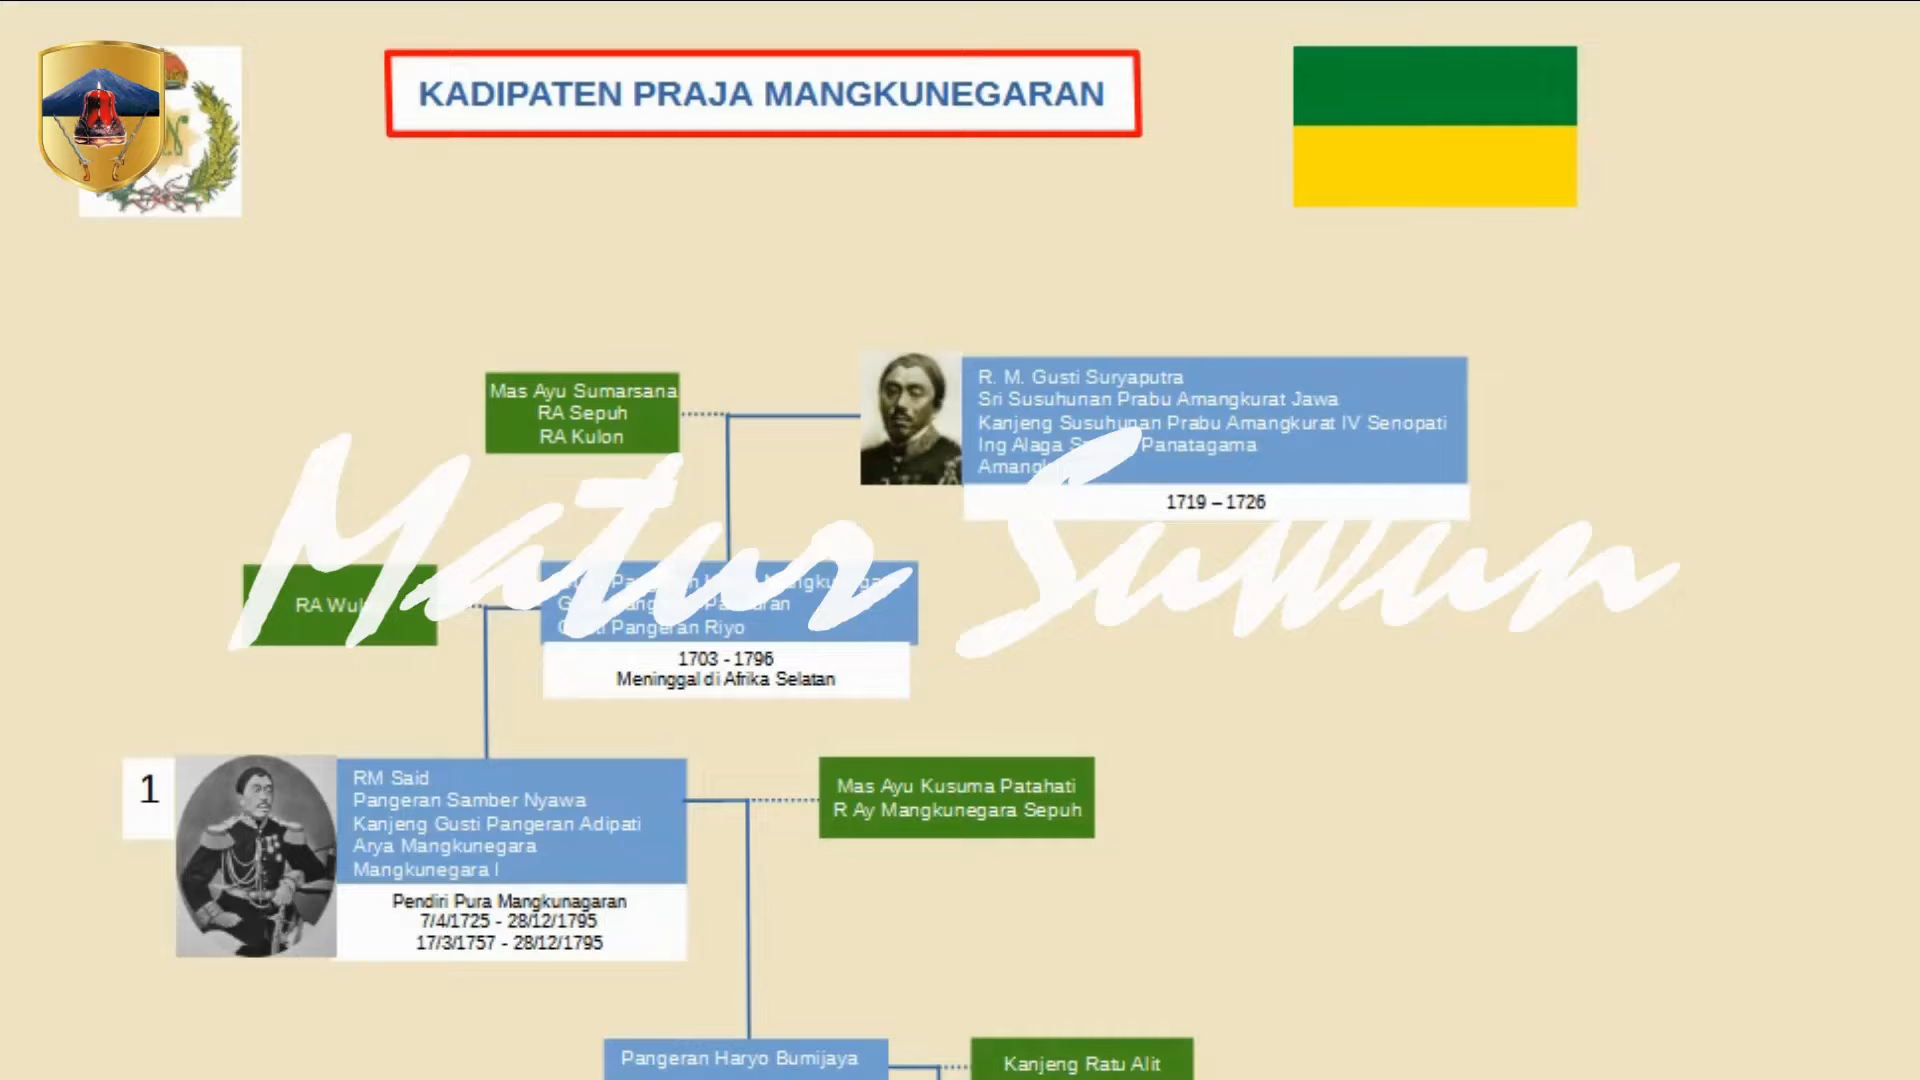 KADIPATEN PRAJA MANGKUNEGARAN
Mas Ayu Sumarsana
RA Sepuh
RA Kulon
R. M. Gusti Suryaputra
Sri Susuhunan Prabu Amangkurat Jawa
Kanjeng Susuhunan Prabu Amangkurat IV Senopati
Ing Alaga Panatagama
1719 – 1726
Matur Suwun
RA
Pangeran Riyo
1703 - 1796
Meninggal di Afrika Selatan
1
RM Said
Pangeran Samber Nyawa
Kanjeng Gusti Pangeran Adipati
Arya Mangkunegara
Mangkunegara I
Pendiri Pura Mangkunagaran
7/4/1725 - 28/12/1795
17/3/1757 - 28/12/1795
Mas Ayu Kusuma Patahati
R Ay Mangkunegara Sepuh
Pangeran Haryo Bumijaya
Kanjeng Ratu Alit